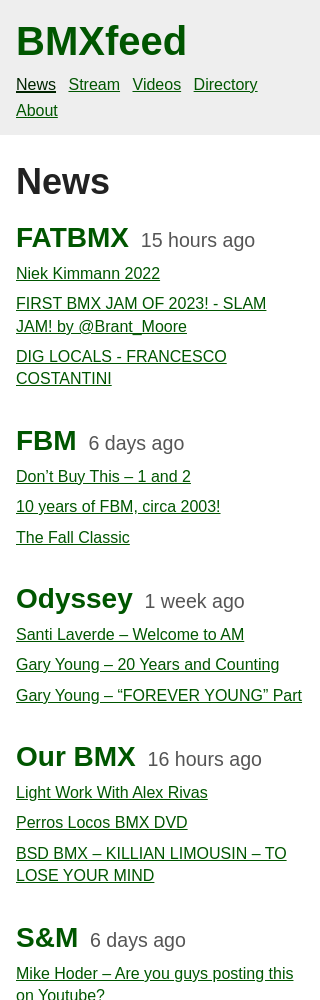 BMXfeed
News Stream Videos Directory
About
News
FATBMX 15 hours ago
Niek Kimmann 2022
FIRST BMX JAM OF 2023! - SLAM
JAM! by @Brant_Moore
DIG LOCALS - FRANCESCO
COSTANTINI
FBM 6 days ago
Don’t Buy This – 1 and 2
10 years of FBM, circa 2003!
The Fall Classic
Odyssey 1 week ago
Santi Laverde – Welcome to AM
Gary Young – 20 Years and Counting
Gary Young – “FOREVER YOUNG” Part
Our BMX 16 hours ago
Light Work With Alex Rivas
Perros Locos BMX DVD
BSD BMX – KILLIAN LIMOUSIN – TO
LOSE YOUR MIND
S&M 6 days ago
Mike Hoder – Are you guys posting this
on Youtube?